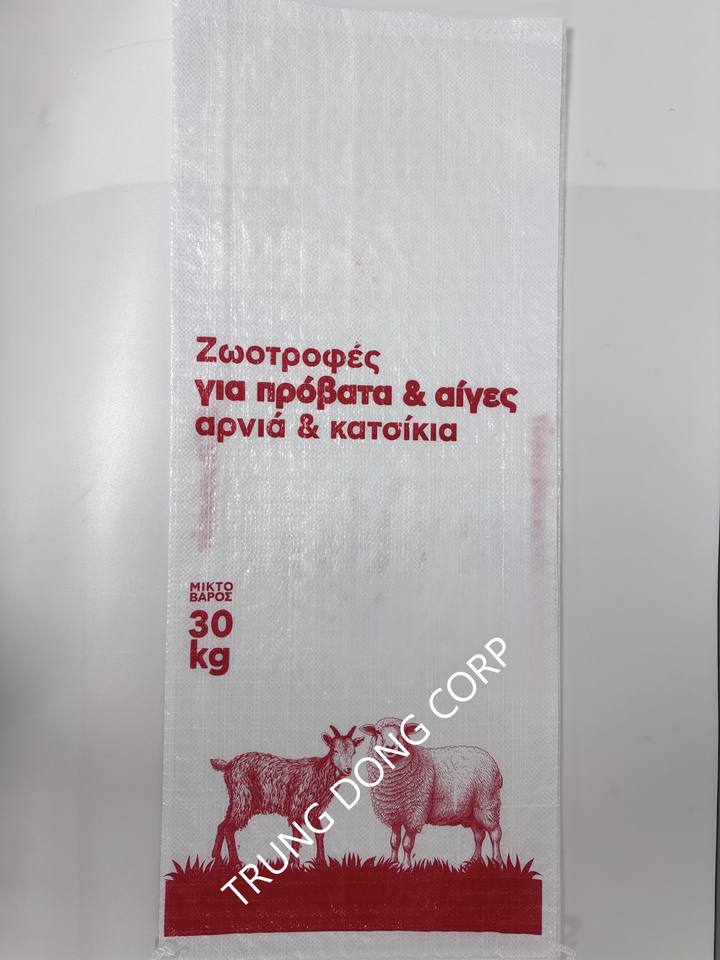 Ζωοτροφές
για πρόβατα & αίγες
αρνιά & κατσίκια
ΜΙΚΤΟ
ΒΑΡΟΣ
30
kg
TRUNG DONG CORP